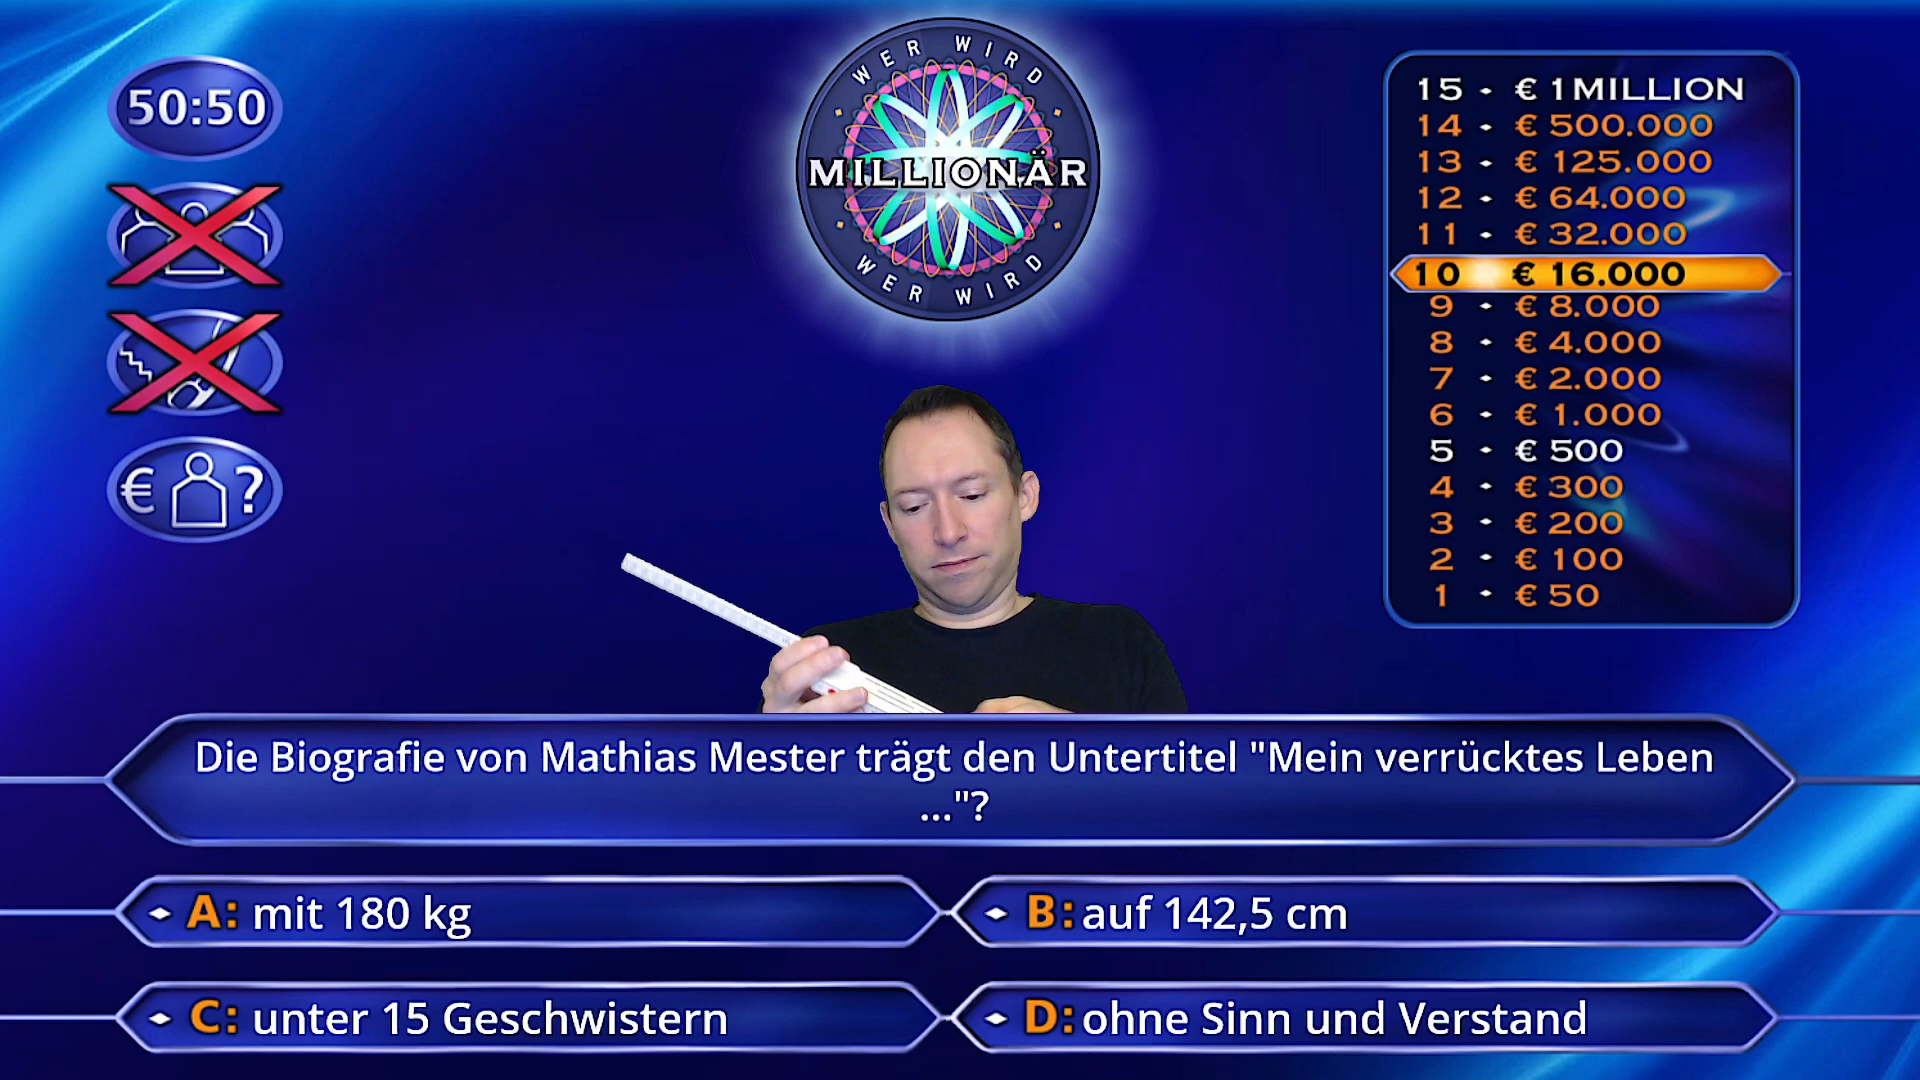 WER WIRD
MILLIONÄR
WER WIRD
50:50
€ ?
15 - € 1 MILLION
14 - € 500.000
13 - € 125.000
12 - € 64.000
11 - € 32.000
10 € 16.000
9 - € 8.000
8 - € 4.000
7 - € 2.000
6 - € 1.000
5 - € 500
4 - € 300
3 - € 200
2 - € 100
1 - € 50
Die Biografie von Mathias Mester trägt den Untertitel "Mein verrücktes Leben
..."?
A: mit 180 kg
B: auf 142,5 cm
C: unter 15 Geschwistern
D: ohne Sinn und Verstand